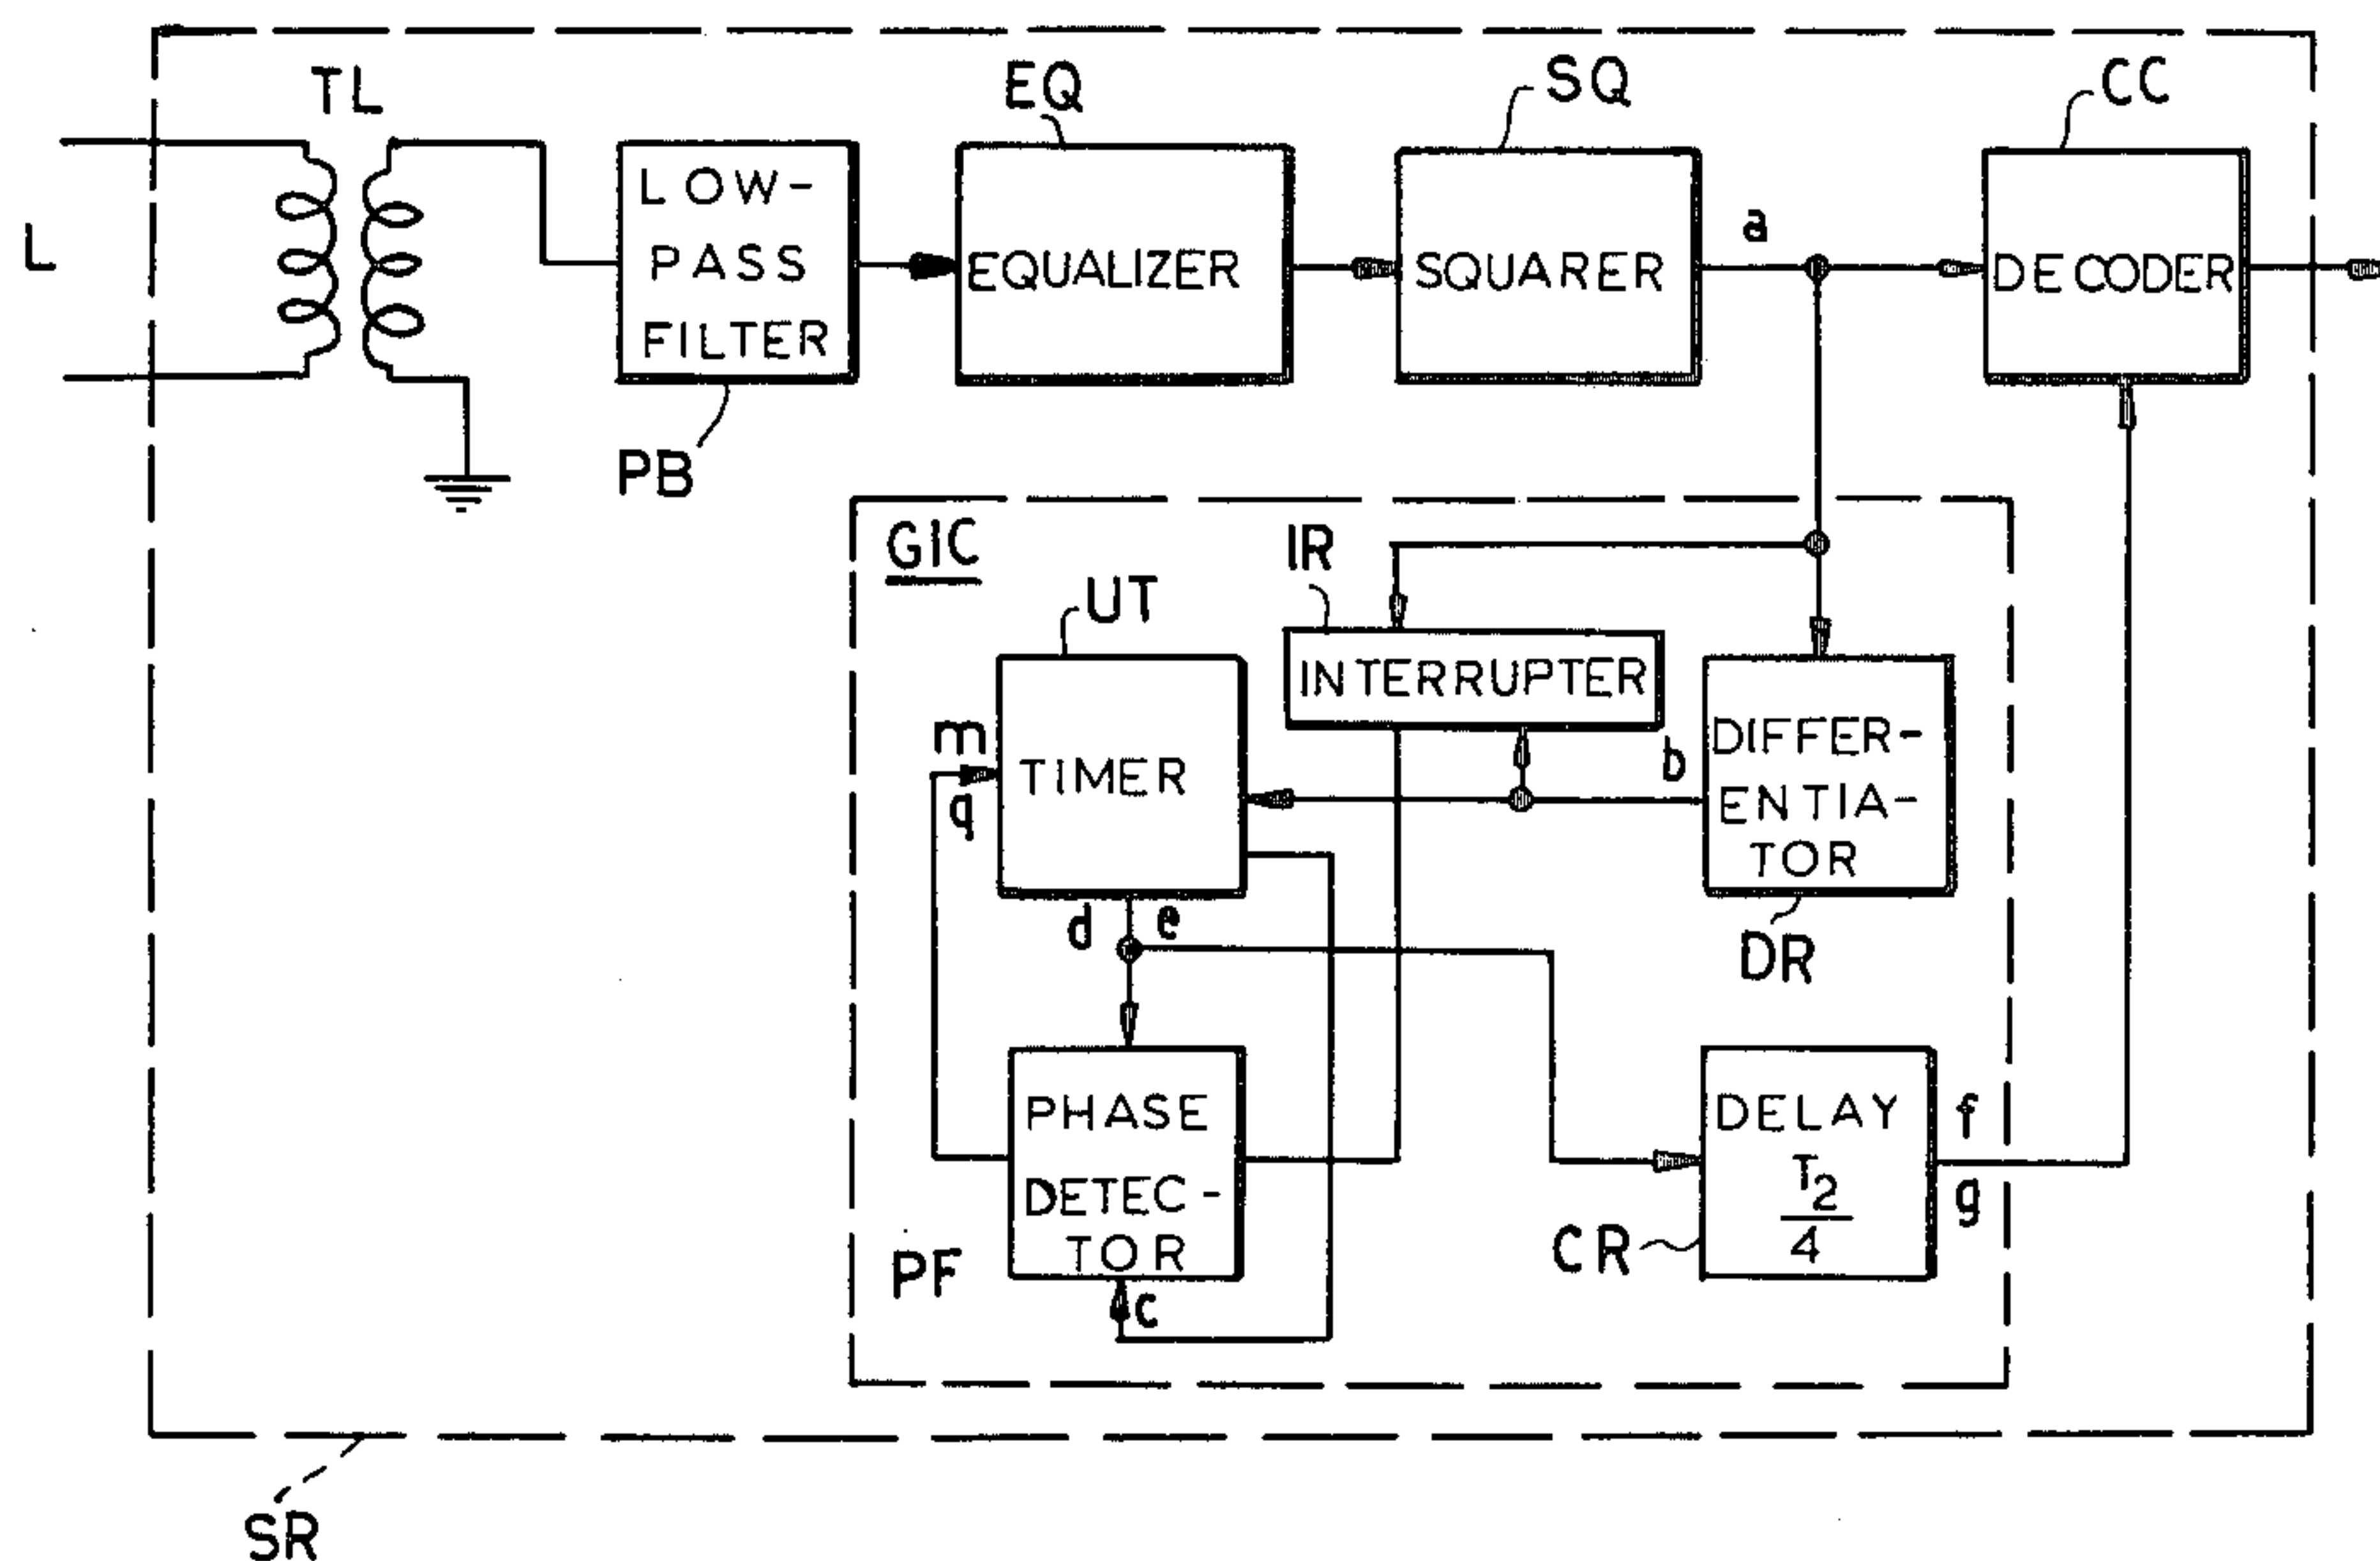 TL
EQ
SQ
CC
L
LOW-
PASS
FILTER
EQUALIZER
SQUARER
a
DECODER
PB
GIC
IR
UT
INTERRUPTER
m
q
TIMER
b
DIFFER-
ENTIA-
TOR
d
e
DR
PHASE
DETEC-
TOR
DELAY
T2
4
f
g
PF
c
CR
SR